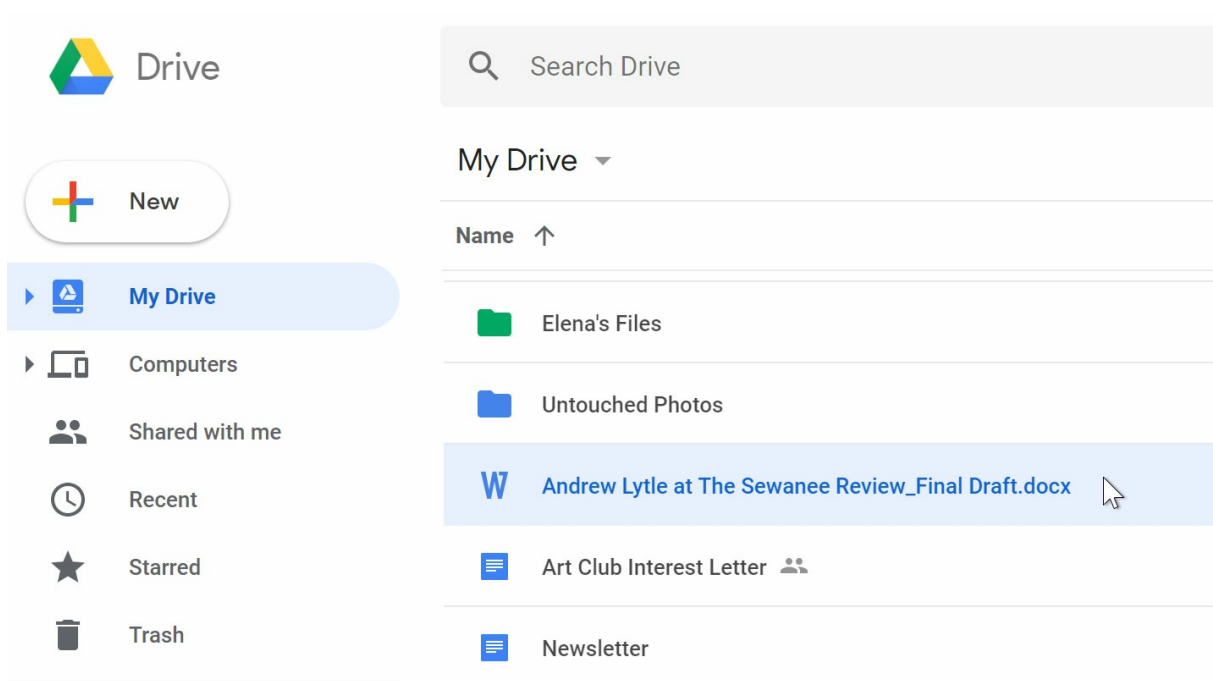 Drive
Search Drive
My Drive
New
Name
My Drive
Elena's Files
Computers
Untouched Photos
Shared with me
Andrew Lytle at The Sewanee Review_Final Draft.docx
Recent
Art Club Interest Letter
Starred
Trash
Newsletter